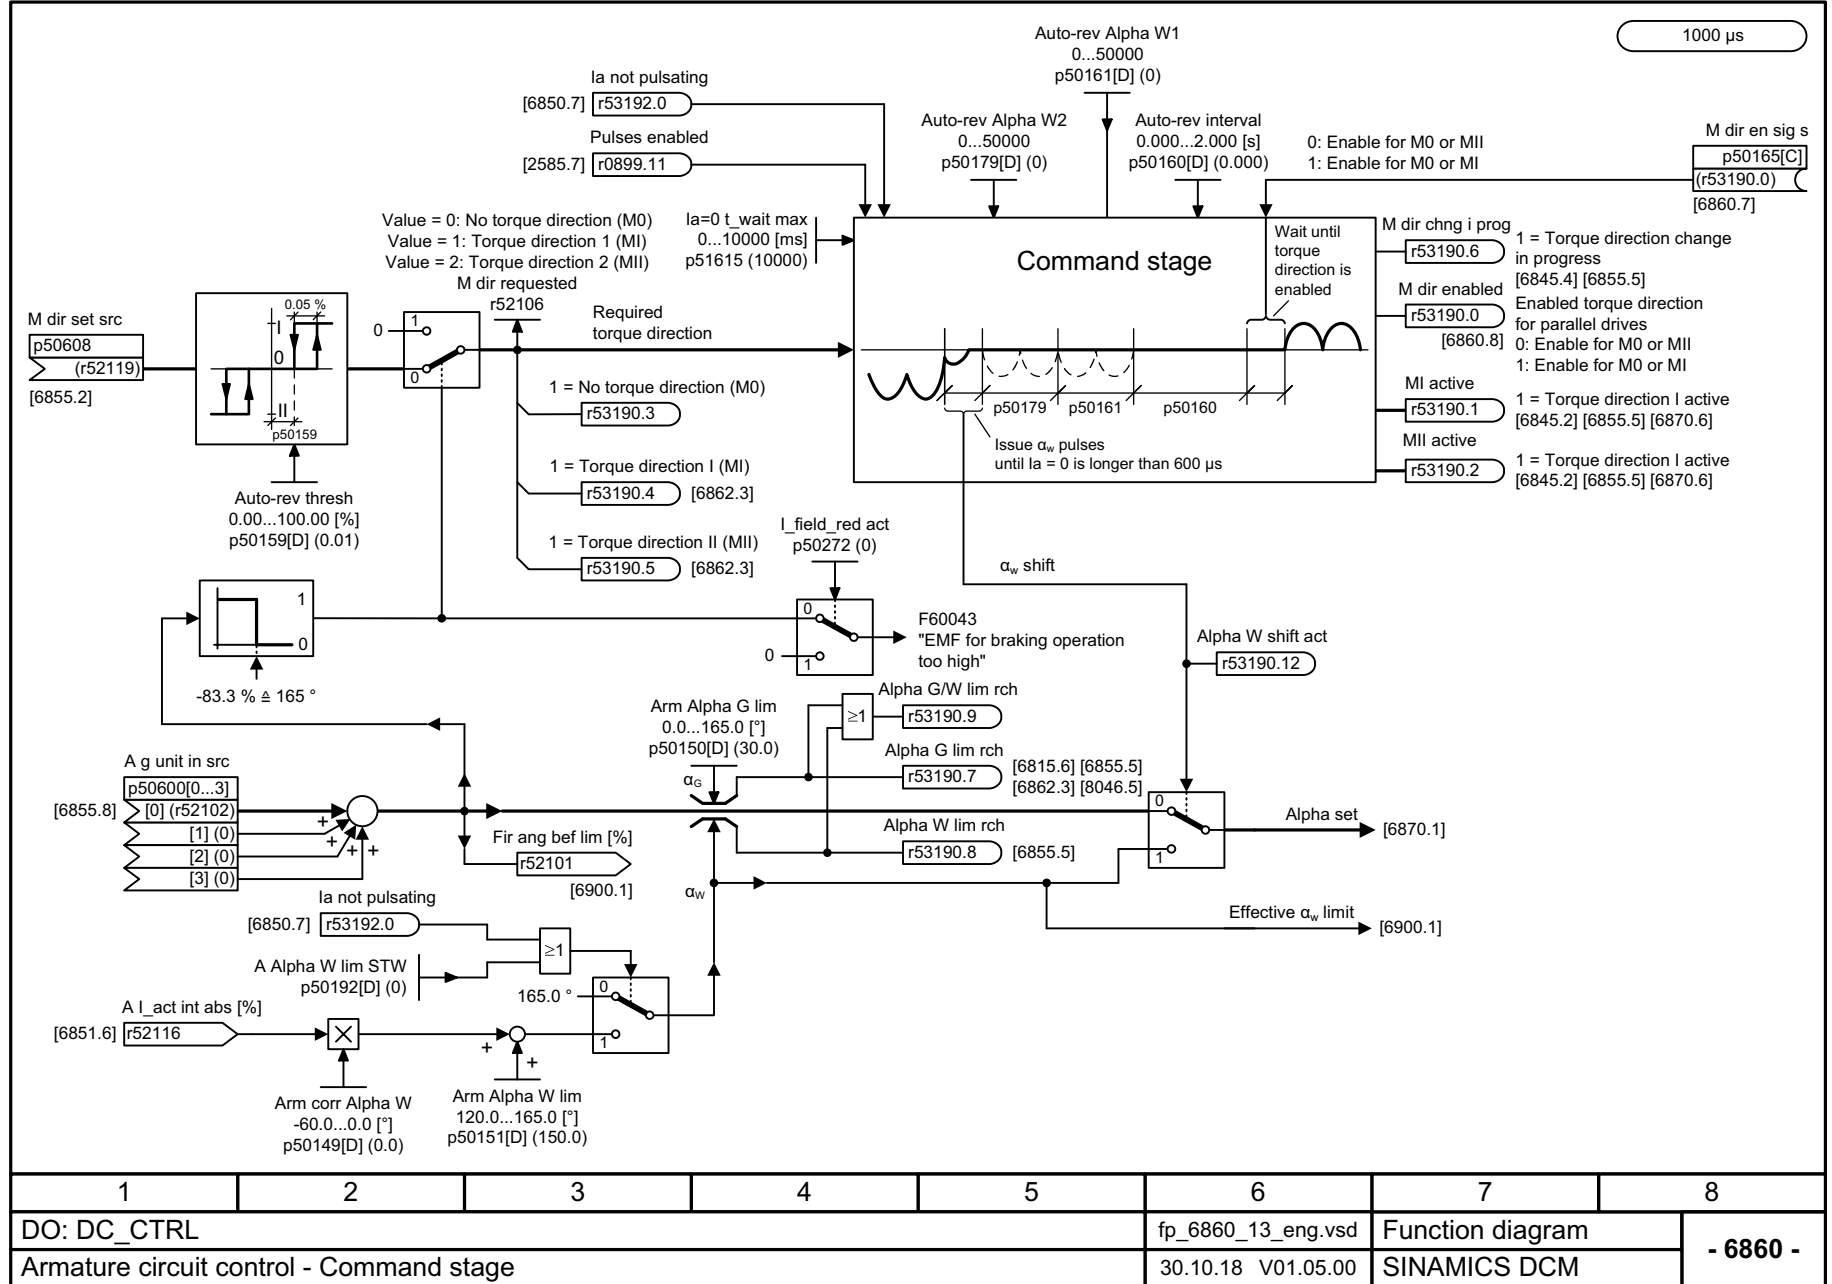 1000 µs
Auto-rev Alpha W1
0...50000
p50161[D] (0)
Ia not pulsating
[6850.7] r53192.0
Pulses enabled
[2585.7] r0899.11
Auto-rev Alpha W2
0...50000
p50179[D] (0)
Auto-rev interval
0.000...2.000 [s]
p50160[D] (0.000)
0: Enable for M0 or MII
1: Enable for M0 or MI
M dir en sig s
p50165[C]
(r53190.0)
[6860.7]
Value = 0: No torque direction (M0)
Value = 1: Torque direction 1 (MI)
Value = 2: Torque direction 2 (MII)
M dir requested
r52106
Ia=0 t_wait max
0...10000 [ms]
p51615 (10000)
Command stage
Wait until
torque
direction is
enabled
M dir chng i prog
r53190.6
1 = Torque direction change
in progress
[6845.4] [6855.5]
M dir enabled
r53190.0
[6860.8]
Enabled torque direction
for parallel drives
0: Enable for M0 or MII
1: Enable for M0 or MI
MI active
r53190.1
1 = Torque direction I active
[6845.2] [6855.5] [6870.6]
MII active
r53190.2
1 = Torque direction I active
[6845.2] [6855.5] [6870.6]
p50179 p50161 p50160
Issue αw pulses
until Ia = 0 is longer than 600 µs
M dir set src
p50608
(r52119)
[6855.2]
0.05 %
I
0
II
p50159
Auto-rev thresh
0.00...100.00 [%]
p50159[D] (0.01)
0
1
0
Required
torque direction
1 = No torque direction (M0)
r53190.3
1 = Torque direction I (MI)
r53190.4 [6862.3]
1 = Torque direction II (MII)
r53190.5 [6862.3]
I_field_red act
p50272 (0)
0
0
1
F60043
"EMF for braking operation
too high"
αw shift
Alpha W shift act
r53190.12
1
0
-83.3 % ≙ 165 °
Arm Alpha G lim
0.0...165.0 [°]
p50150[D] (30.0)
αG
Alpha G/W lim rch
≥1
r53190.9
Alpha G lim rch
r53190.7
[6815.6] [6855.5]
[6862.3] [8046.5]
Alpha W lim rch
r53190.8 [6855.5]
A g unit in src
p50600[0...3]
[6855.8] [0] (r52102)
[1] (0)
[2] (0)
[3] (0)
+
+
+
+
Fir ang bef lim [%]
r52101
[6900.1]
0
1
Alpha set
[6870.1]
αW
Effective αw limit
[6900.1]
Ia not pulsating
[6850.7] r53192.0
A Alpha W lim STW
p50192[D] (0)
≥1
165.0 °
0
1
A I_act int abs [%]
[6851.6] r52116
+
+
Arm corr Alpha W
-60.0...0.0 [°]
p50149[D] (0.0)
Arm Alpha W lim
120.0...165.0 [°]
p50151[D] (150.0)
1 2 3 4 5 6 7 8
DO: DC_CTRL
fp_6860_13_eng.vsd
Function diagram
- 6860 -
Armature circuit control - Command stage
30.10.18 V01.05.00
SINAMICS DCM